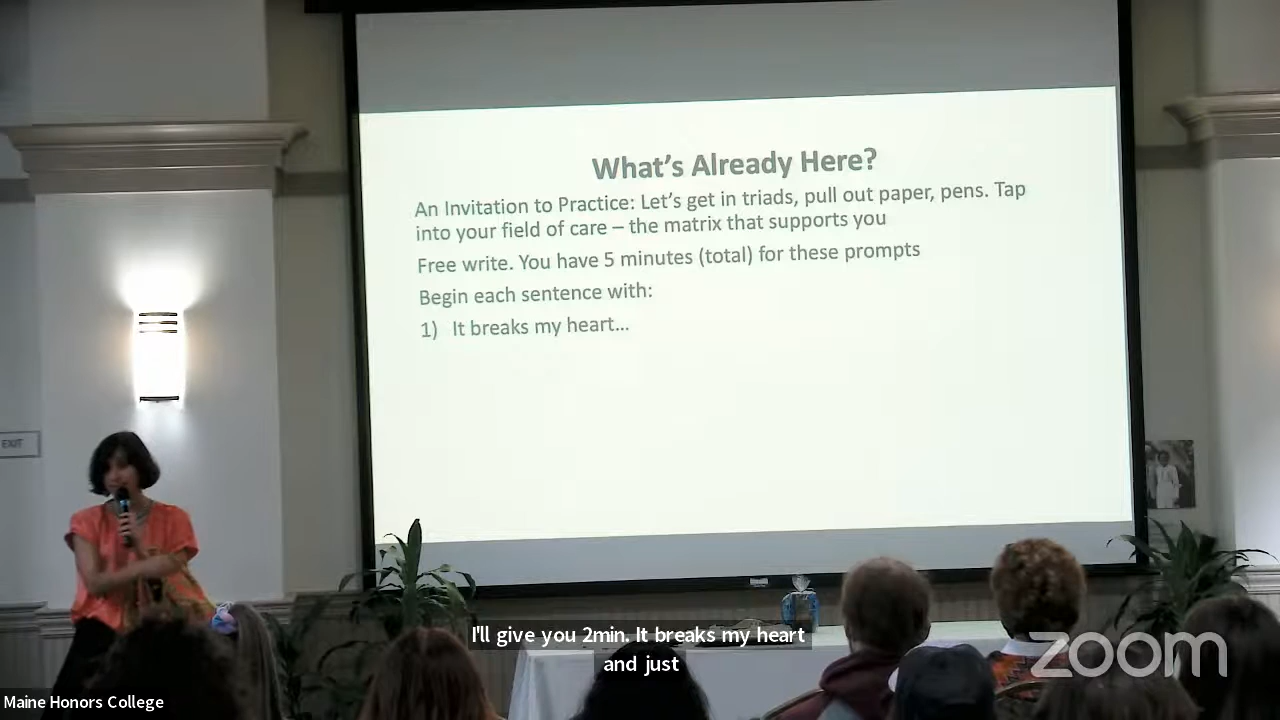 What's Already Here?
An Invitation to Practice: Let's get in triads, pull out paper, pens. Tap
into your field of care – the matrix that supports you
Free write. You have 5 minutes (total) for these prompts
Begin each sentence with:
1) It breaks my heart...
EXIT
I'll give you 2min. It breaks my heart
and just
zoom
Maine Honors College